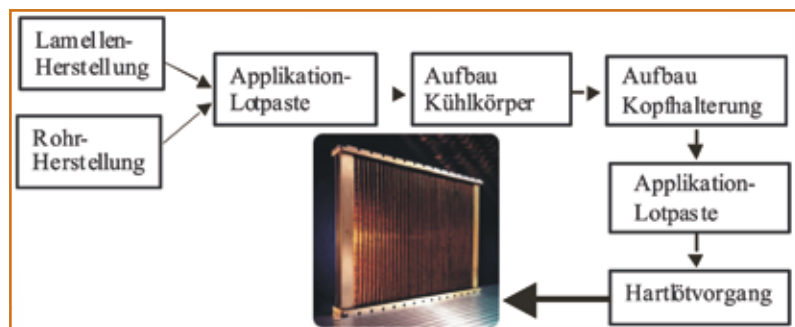 Lamellen-
Herstellung
Rohr-
Herstellung
Applikation-
Lotpaste
Aufbau
Kühlkörper
Aufbau
Kopfhalterung
Applikation-
Lotpaste
Hartlötvorgang